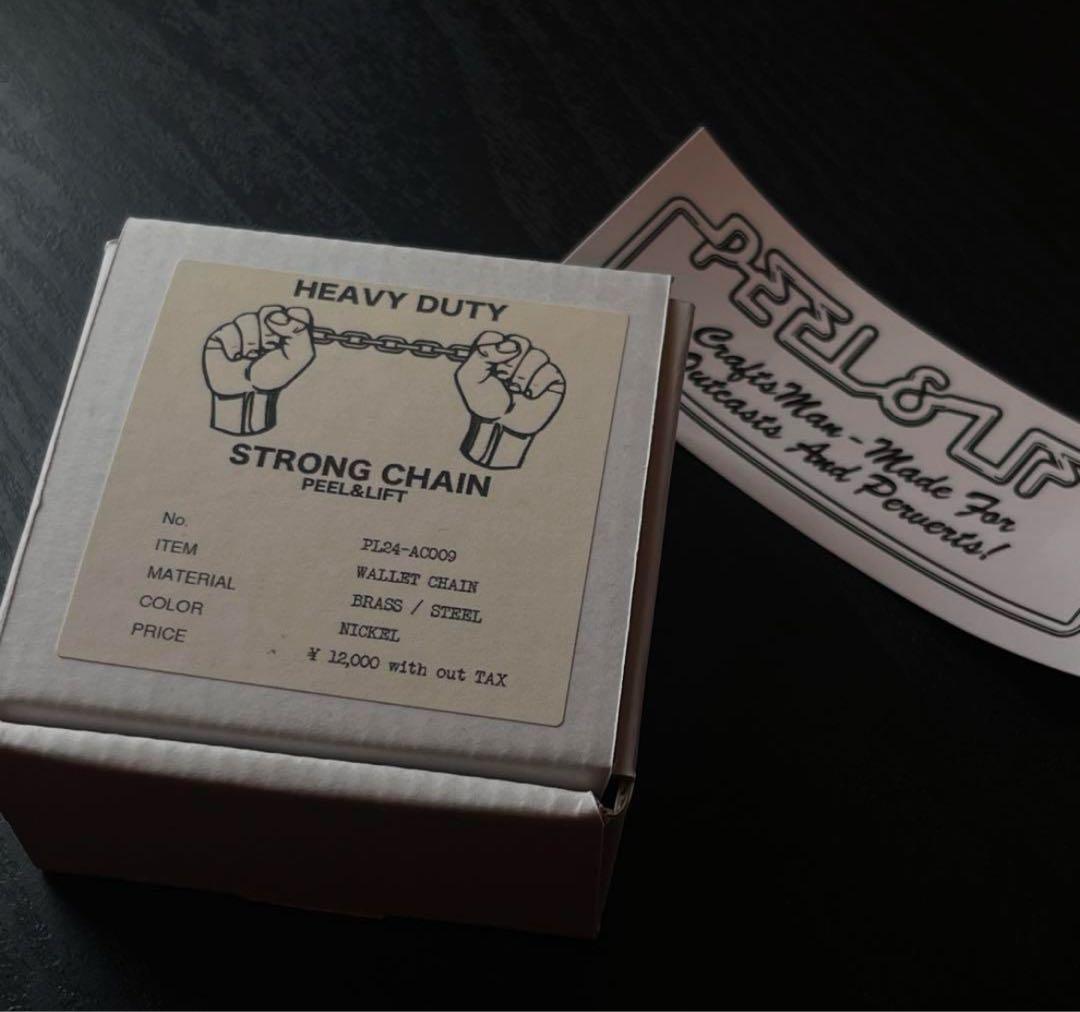 HEAVY DUTY
STRONG CHAIN
PEEL&LIFT
No. PL24-AC009
ITEM WALLET CHAIN
MATERIAL BRASS / STEEL
COLOR NICKEL
PRICE ¥ 12,000 with out TAX
PEEL&LIFT
CraftsMan-Made For
Outcasts And Perverts!